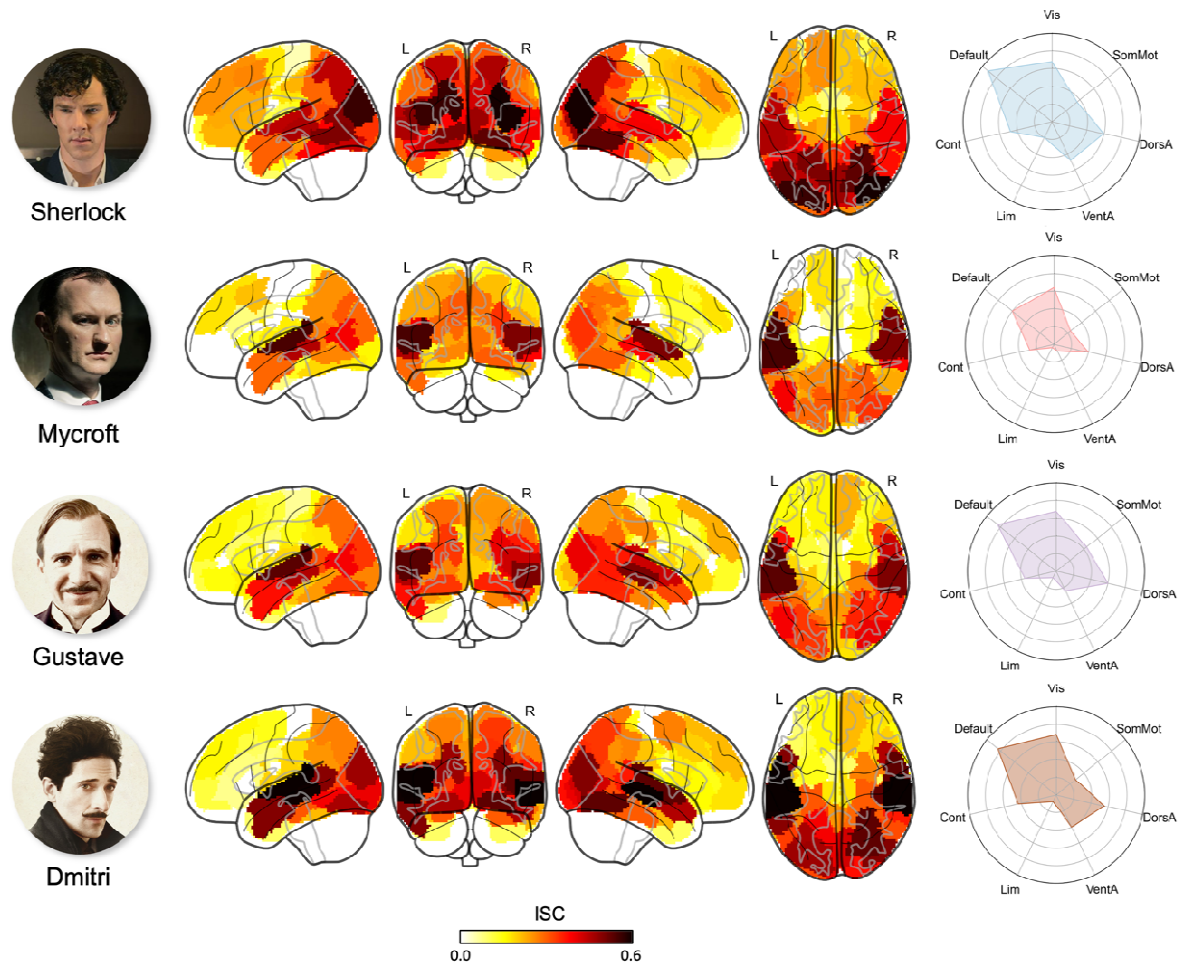 L R
Vis
Default SomMot
Cont DorsA
Lim VentA
Sherlock
L R
Vis
Default SomMot
Cont DorsA
Lim VentA
Mycroft
L R
Vis
Default SomMot
Cont DorsA
Lim VentA
Gustave
L R
Vis
Default SomMot
Cont DorsA
Lim VentA
Dmitri
ISC
0.0 0.6